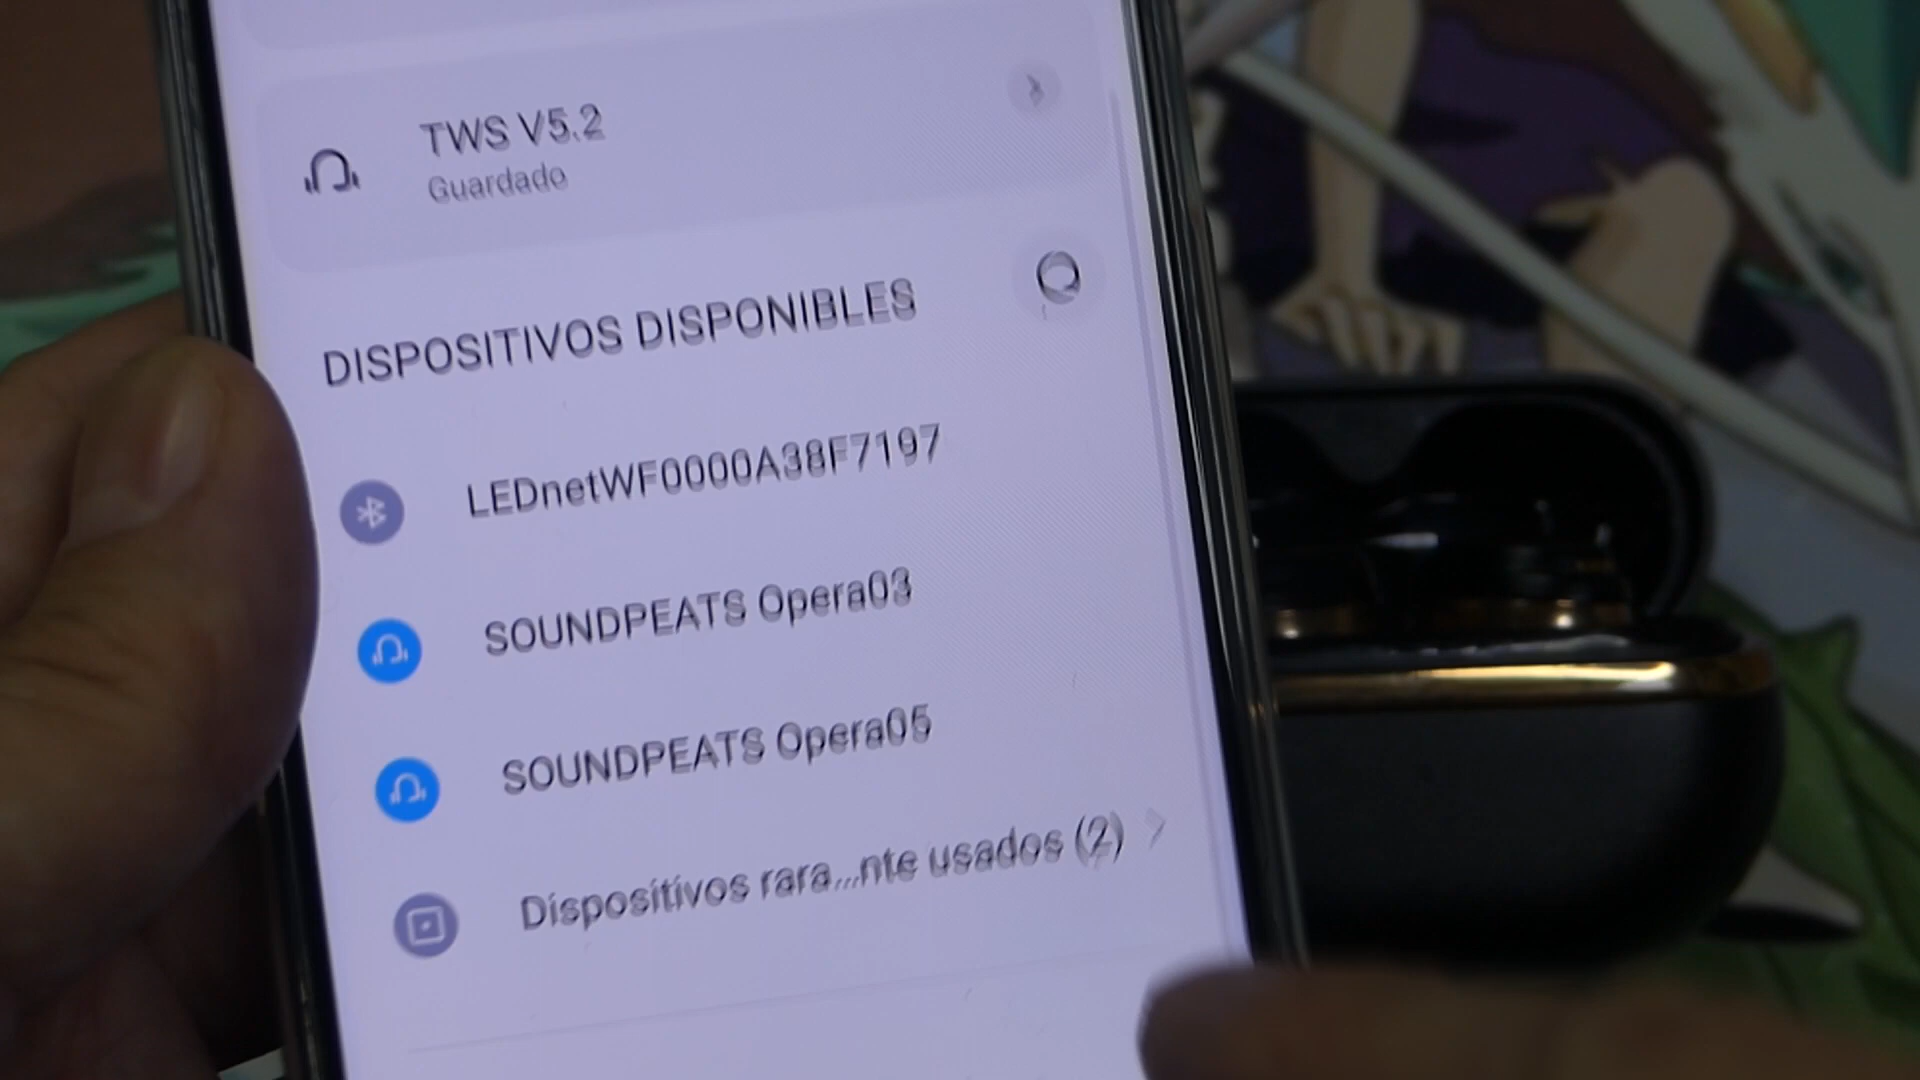 TWS V5.2
Guardado
DISPOSITIVOS DISPONIBLES
LEDnetWF0000A38F7197
SOUNDPEATS Opera03
SOUNDPEATS Opera05
Dispositivos rara...nte usados (2)